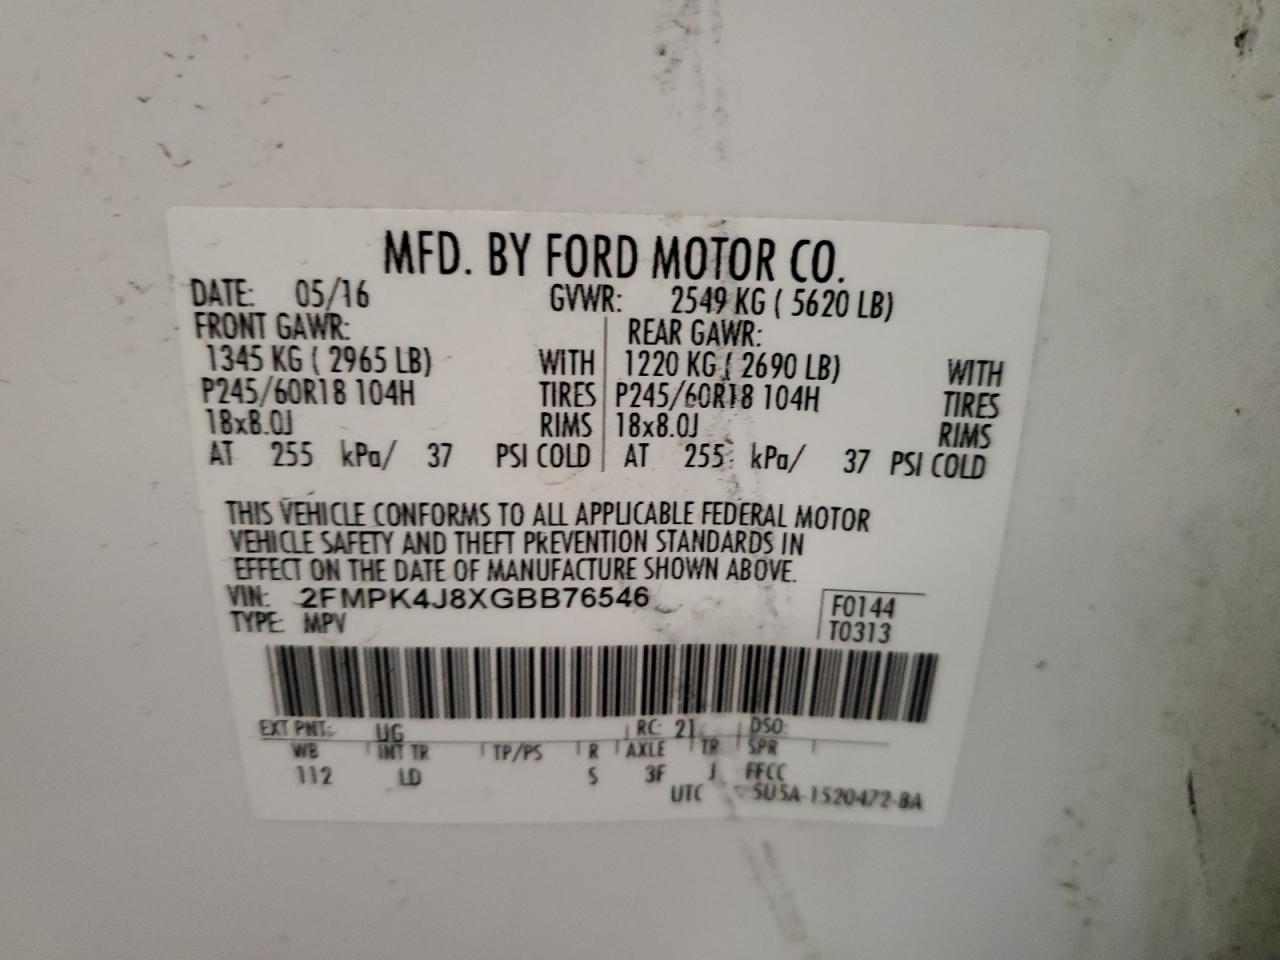 MFD. BY FORD MOTOR CO.
DATE: 05/16 GVWR: 2549 KG ( 5620 LB)
FRONT GAWR: REAR GAWR:
1345 KG ( 2965 LB) WITH 1220 KG ( 2690 LB) WITH
P245/60R18 104H TIRES P245/60R18 104H TIRES
18x8.0J RIMS 18x8.0J RIMS
AT 255 kPa/ 37 PSI COLD AT 255 kPa/ 37 PSI COLD
THIS VEHICLE CONFORMS TO ALL APPLICABLE FEDERAL MOTOR
VEHICLE SAFETY AND THEFT PREVENTION STANDARDS IN
EFFECT ON THE DATE OF MANUFACTURE SHOWN ABOVE.
VIN: 2FMPK4J8XGBB76546 F0144
TYPE: MPV T0313
EXT PNT: UG RC: 21 DSO:
WB INT TR TP/PS R AXLE TR SPR
112 LD S 3F J FFCC
UTC 5U5A-1520472-BA